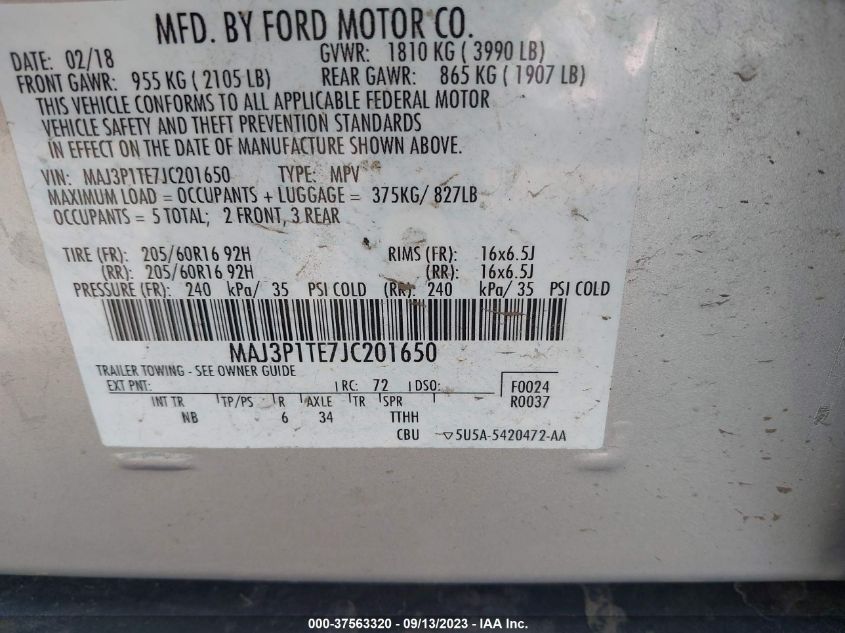 MFD. BY FORD MOTOR CO.
DATE: 02/18 GVWR: 1810 KG ( 3990 LB)
FRONT GAWR: 955 KG ( 2105 LB) REAR GAWR: 865 KG ( 1907 LB)
THIS VEHICLE CONFORMS TO ALL APPLICABLE FEDERAL MOTOR
VEHICLE SAFETY AND THEFT PREVENTION STANDARDS
IN EFFECT ON THE DATE OF MANUFACTURE SHOWN ABOVE.
VIN: MAJ3P1TE7JC201650 TYPE: MPV
MAXIMUM LOAD = OCCUPANTS + LUGGAGE = 375KG/ 827LB
OCCUPANTS = 5 TOTAL; 2 FRONT, 3 REAR
TIRE (FR): 205/60R16 92H RIMS (FR): 16x6.5J
(RR): 205/60R16 92H (RR): 16x6.5J
PRESSURE (FR): 240 kPa/ 35 PSI COLD (RR): 240 kPa/ 35 PSI COLD
MAJ3P1TE7JC201650
TRAILER TOWING - SEE OWNER GUIDE
EXT PNT: RC: 72 DSO: F0024
INT TR TP/PS R AXLE TR SPR R0037
NB 6 34 TTHH
CBU 5U5A-5420472-AA
000-37563320 / 09/13/2023 - IAA Inc.